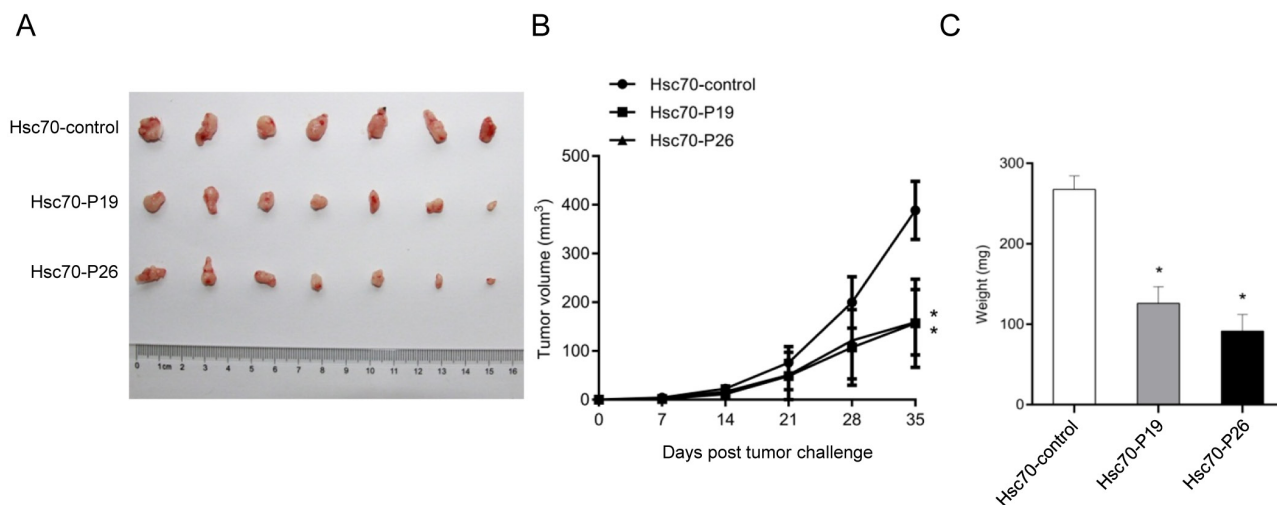 A
B
C
Hsc70-control
Hsc70-P19
Hsc70-P26
0 1cm 2 3 4 5 6 7 8 9 10 11 12 13 14 15 16
Hsc70-control
Hsc70-P19
Hsc70-P26
Tumor volume (mm³)
500
400
300
200
100
0
0 7 14 21 28 35
Days post tumor challenge
*
*
Weight (mg)
300
200
100
0
*
*
Hsc70-control
Hsc70-P19
Hsc70-P26